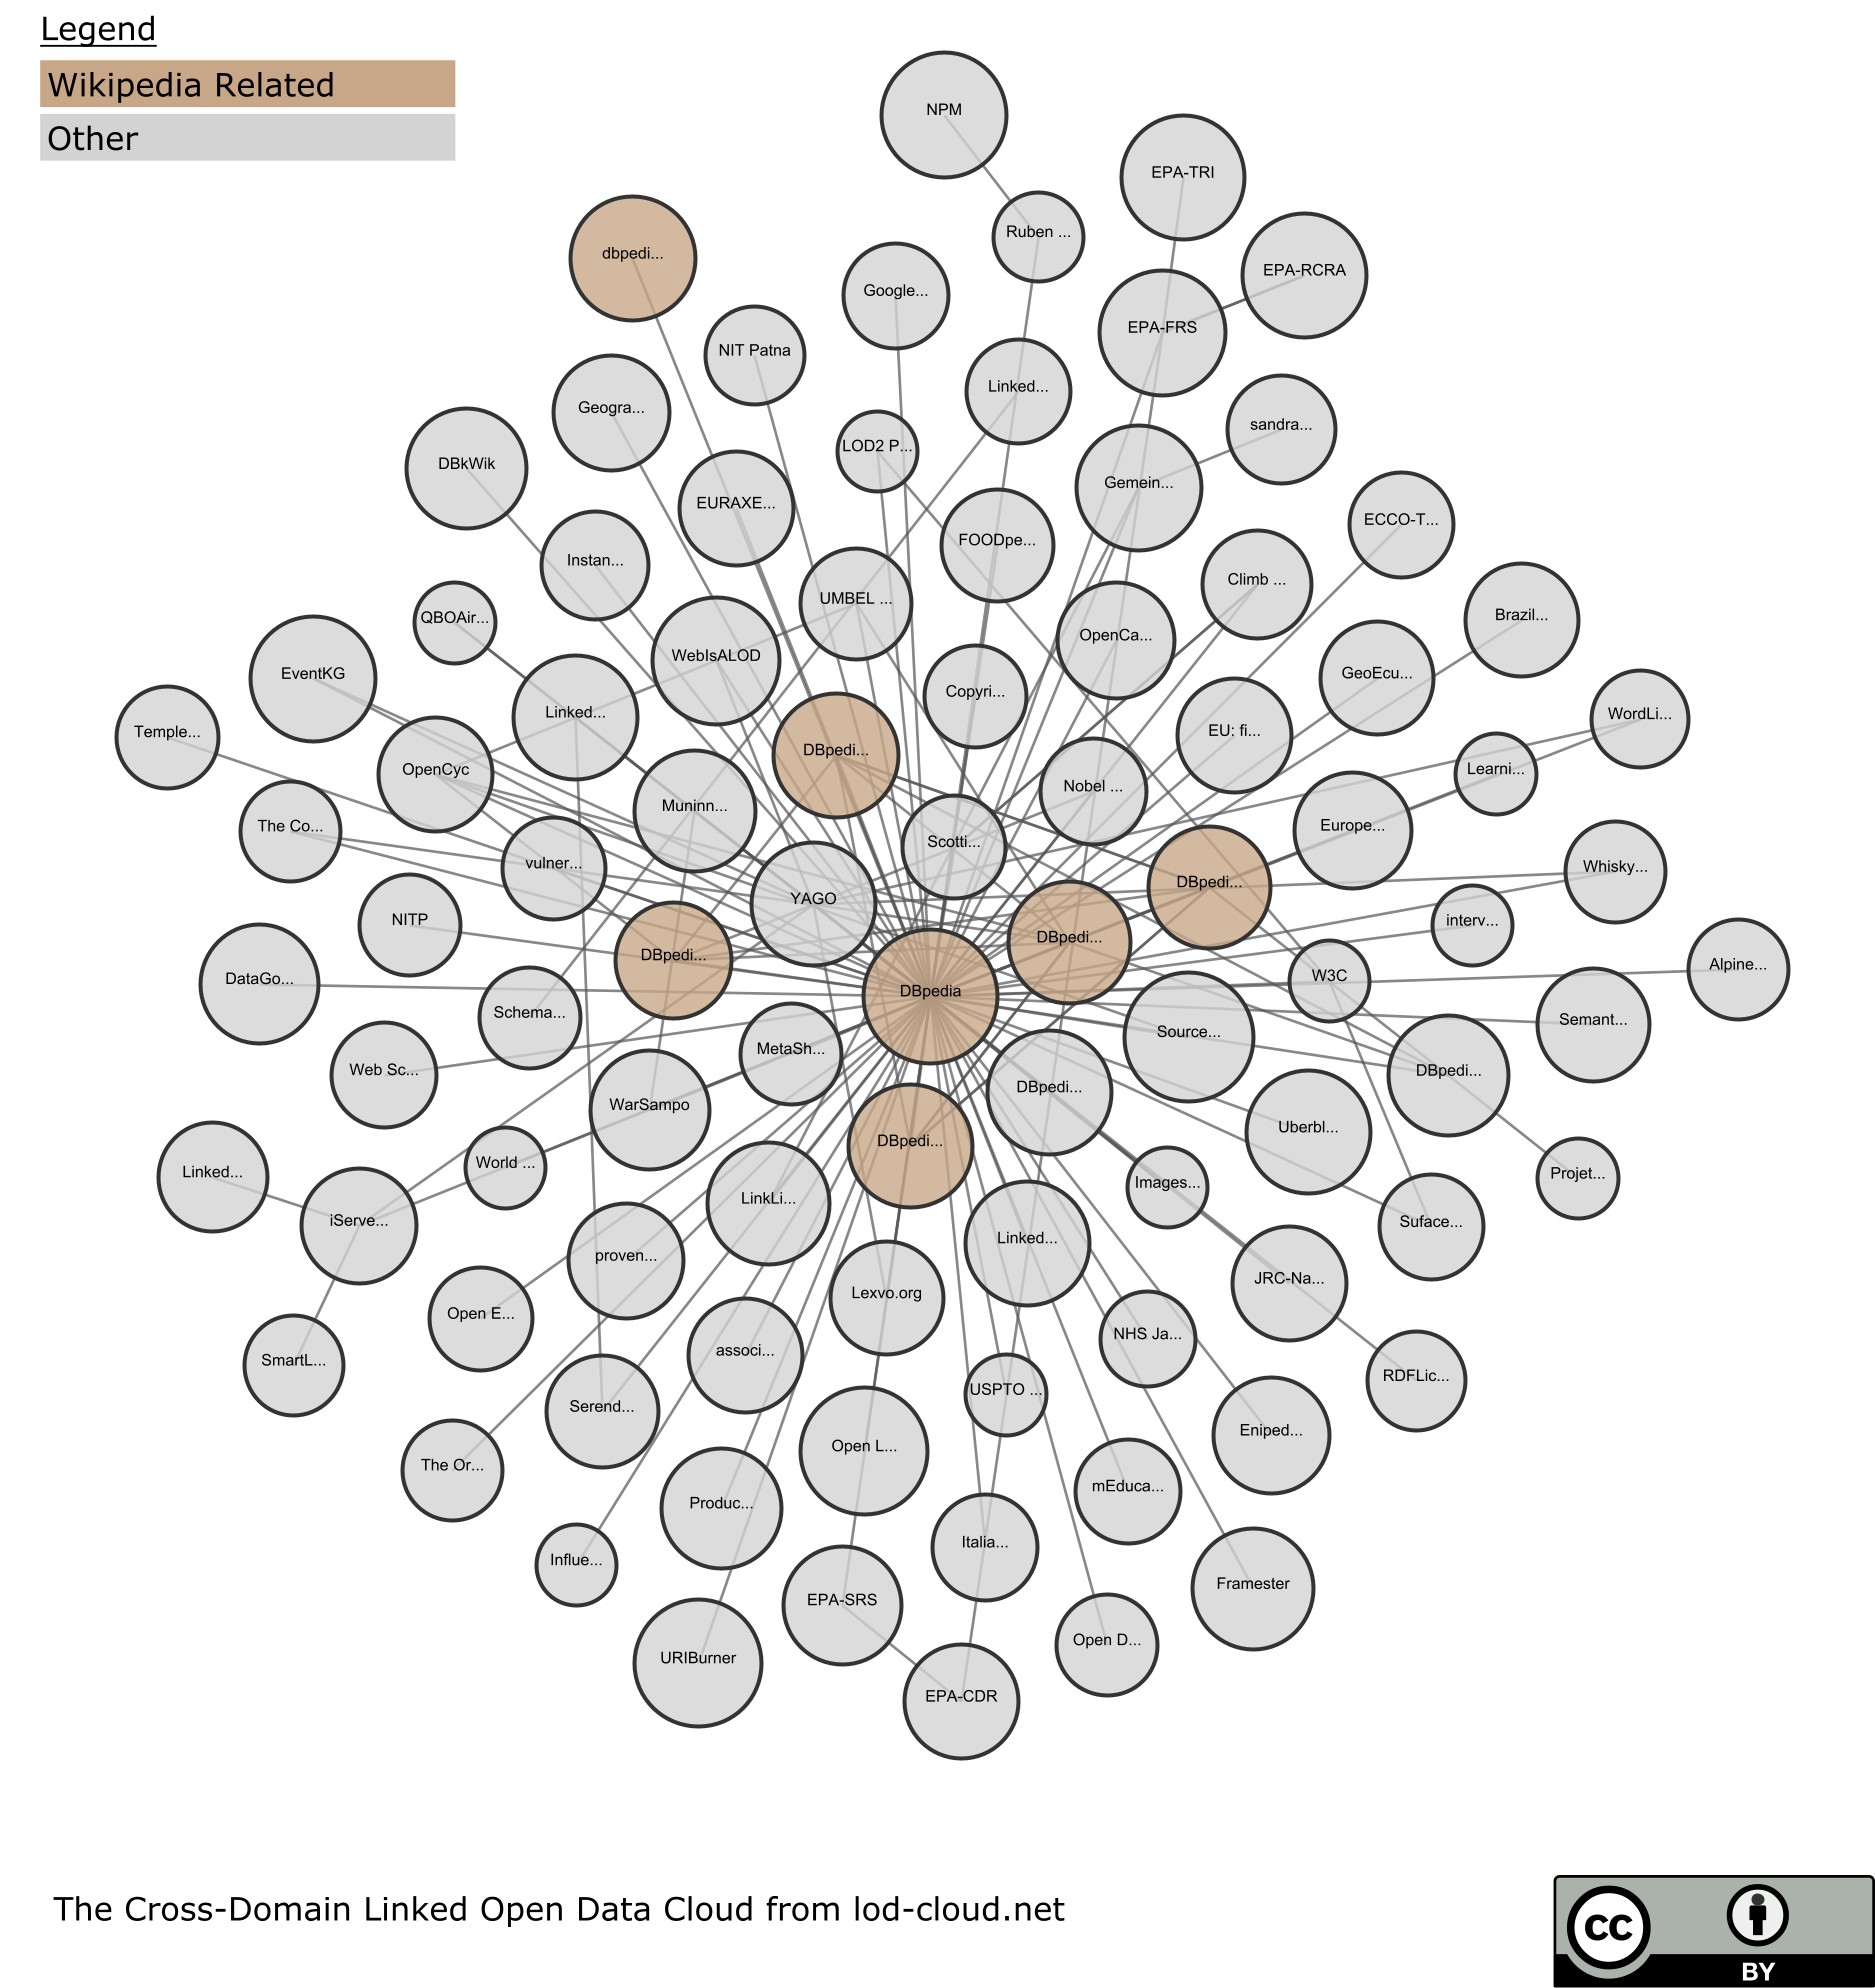 Legend
Wikipedia Related
Other
NPM
EPA-TRI
Ruben ...
dbpedi...
EPA-RCRA
Google...
EPA-FRS
NIT Patna
Linked...
Geogra...
sandra...
LOD2 P...
DBkWik
Gemein...
EURAXE...
ECCO-T...
FOODpe...
Instan...
Climb ...
UMBEL ...
QBOAir...
Brazil...
OpenCa...
WebIsALOD
EventKG
GeoEcu...
Copyri...
Linked...
WordLi...
Temple...
EU: fi...
DBpedi...
OpenCyc
Learni...
Nobel ...
Muninn...
The Co...
Europe...
Scotti...
vulner...
Whisky...
DBpedi...
YAGO
NITP
interv...
DBpedi...
DBpedi...
Alpine...
W3C
DataGo...
DBpedia
Schema...
Semant...
Source...
MetaSh...
Web Sc...
DBpedi...
DBpedi...
WarSampo
Uberbl...
DBpedi...
World ...
Linked...
Projet...
Images...
LinkLi...
iServe...
Suface...
Linked...
proven...
JRC-Na...
Lexvo.org
Open E...
NHS Ja...
associ...
SmartL...
RDFLic...
USPTO ...
Serend...
Eniped...
Open L...
The Or...
mEduca...
Produc...
Italia...
Influe...
Framester
EPA-SRS
Open D...
URIBurner
EPA-CDR
The Cross-Domain Linked Open Data Cloud from lod-cloud.net
cc
BY